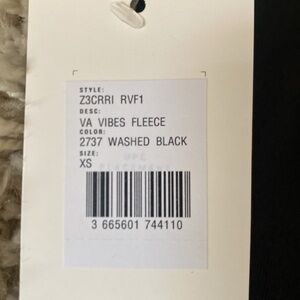 STYLE:
Z3CRRI RVF1
DESC:
VA VIBES FLEECE
COLOR:
2737 WASHED BLACK
SIZE:
XS
3 665601 744110